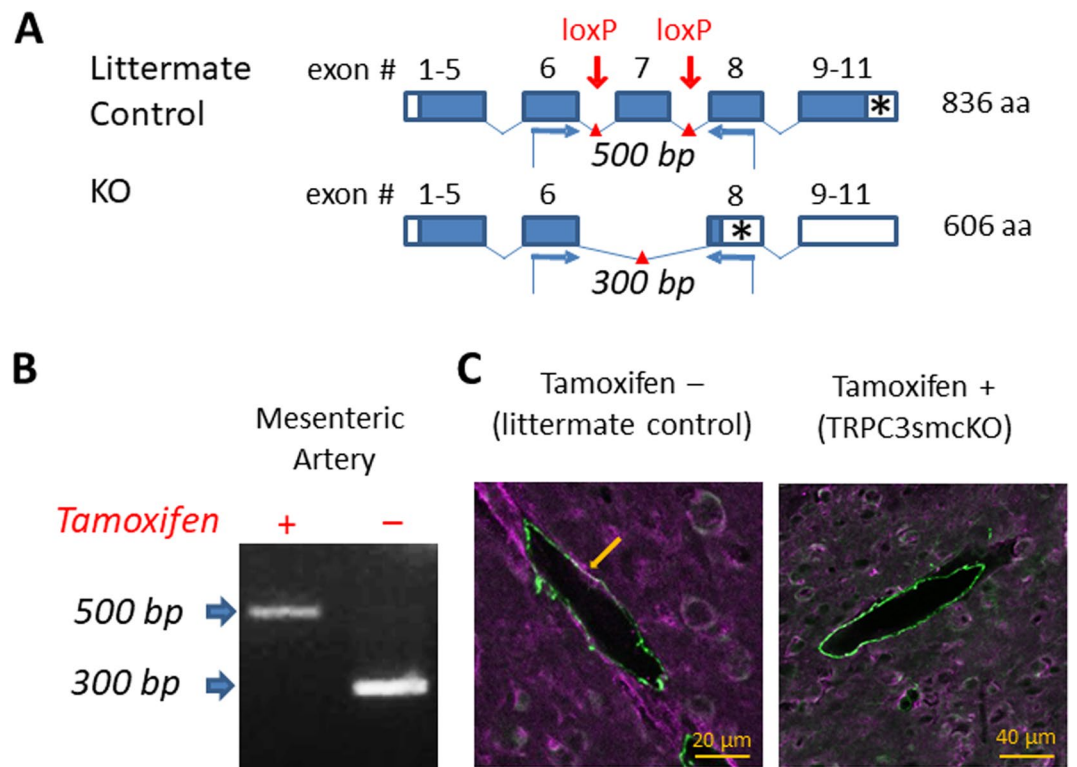 A
loxP loxP
Littermate Control
exon # 1-5 6 7 8 9-11
* 836 aa
500 bp
KO
exon # 1-5 6 8 9-11
* 606 aa
300 bp
B
Mesenteric
Artery
Tamoxifen + –
500 bp
300 bp
C
Tamoxifen –
(littermate control)
Tamoxifen +
(TRPC3smcKO)
20 µm
40 µm